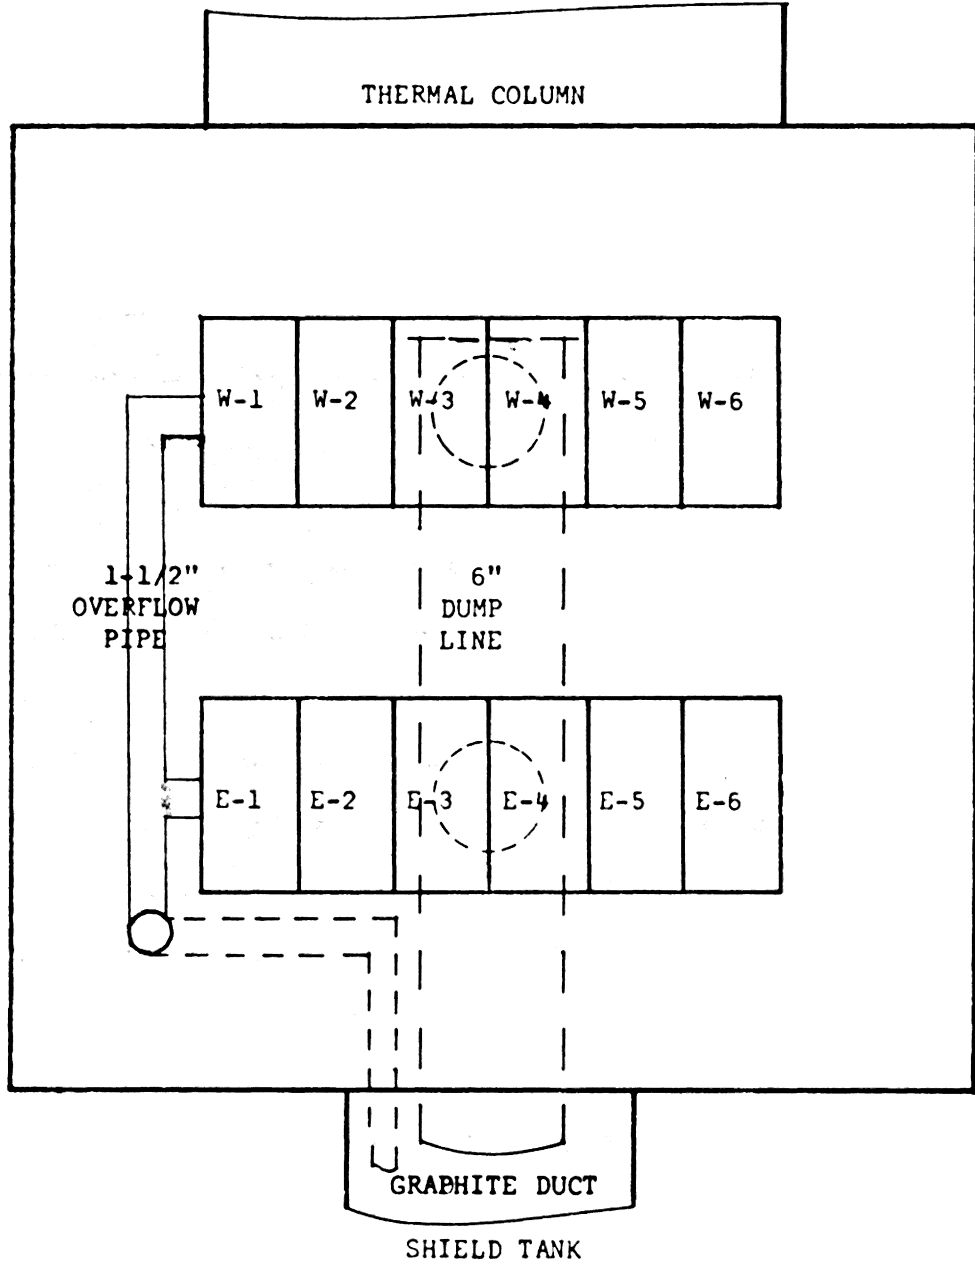 THERMAL COLUMN
W-1 W-2 W-3 W-4 W-5 W-6
1-1/2"
OVERFLOW
PIPE
6"
DUMP
LINE
E-1 E-2 E-3 E-4 E-5 E-6
GRAPHITE DUCT
SHIELD TANK